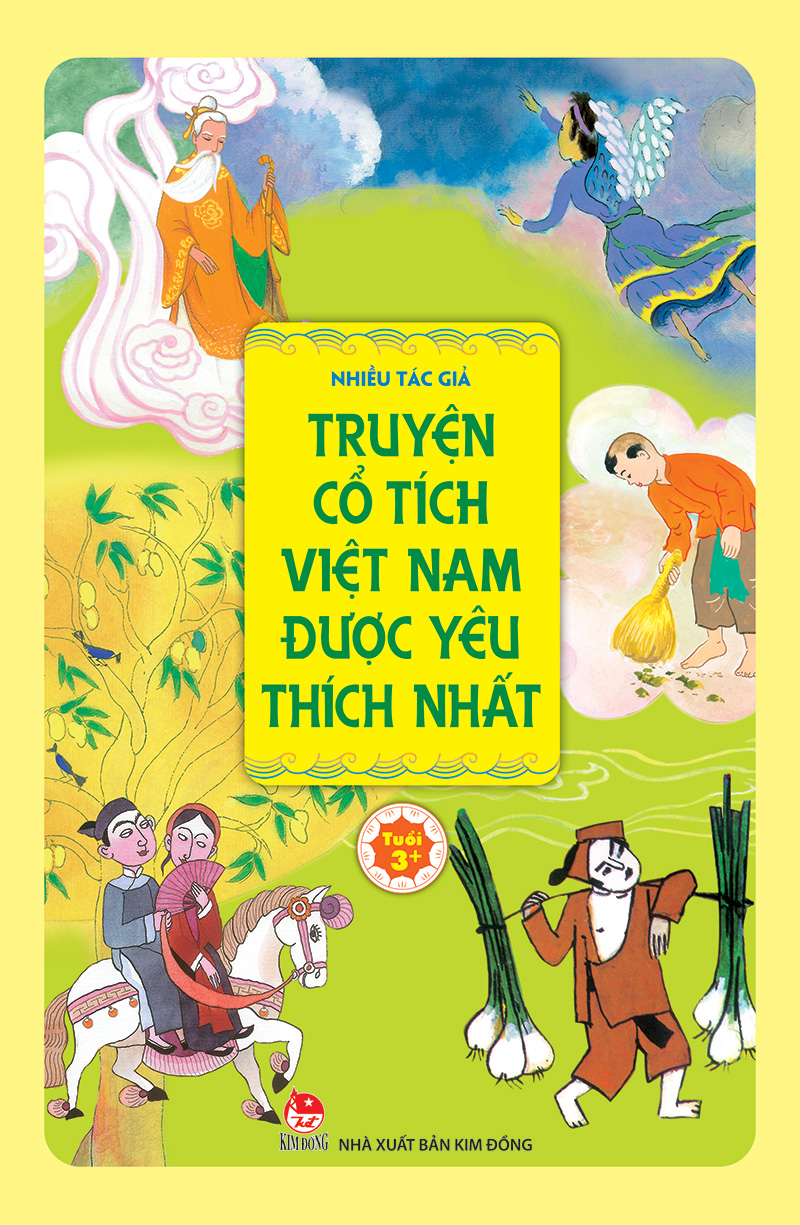 NHIỀU TÁC GIẢ
TRUYỆN
CỔ TÍCH
VIỆT NAM
ĐƯỢC YÊU
THÍCH NHẤT
Tuổi
3+
KIM ĐỒNG
NHÀ XUẤT BẢN KIM ĐỒNG